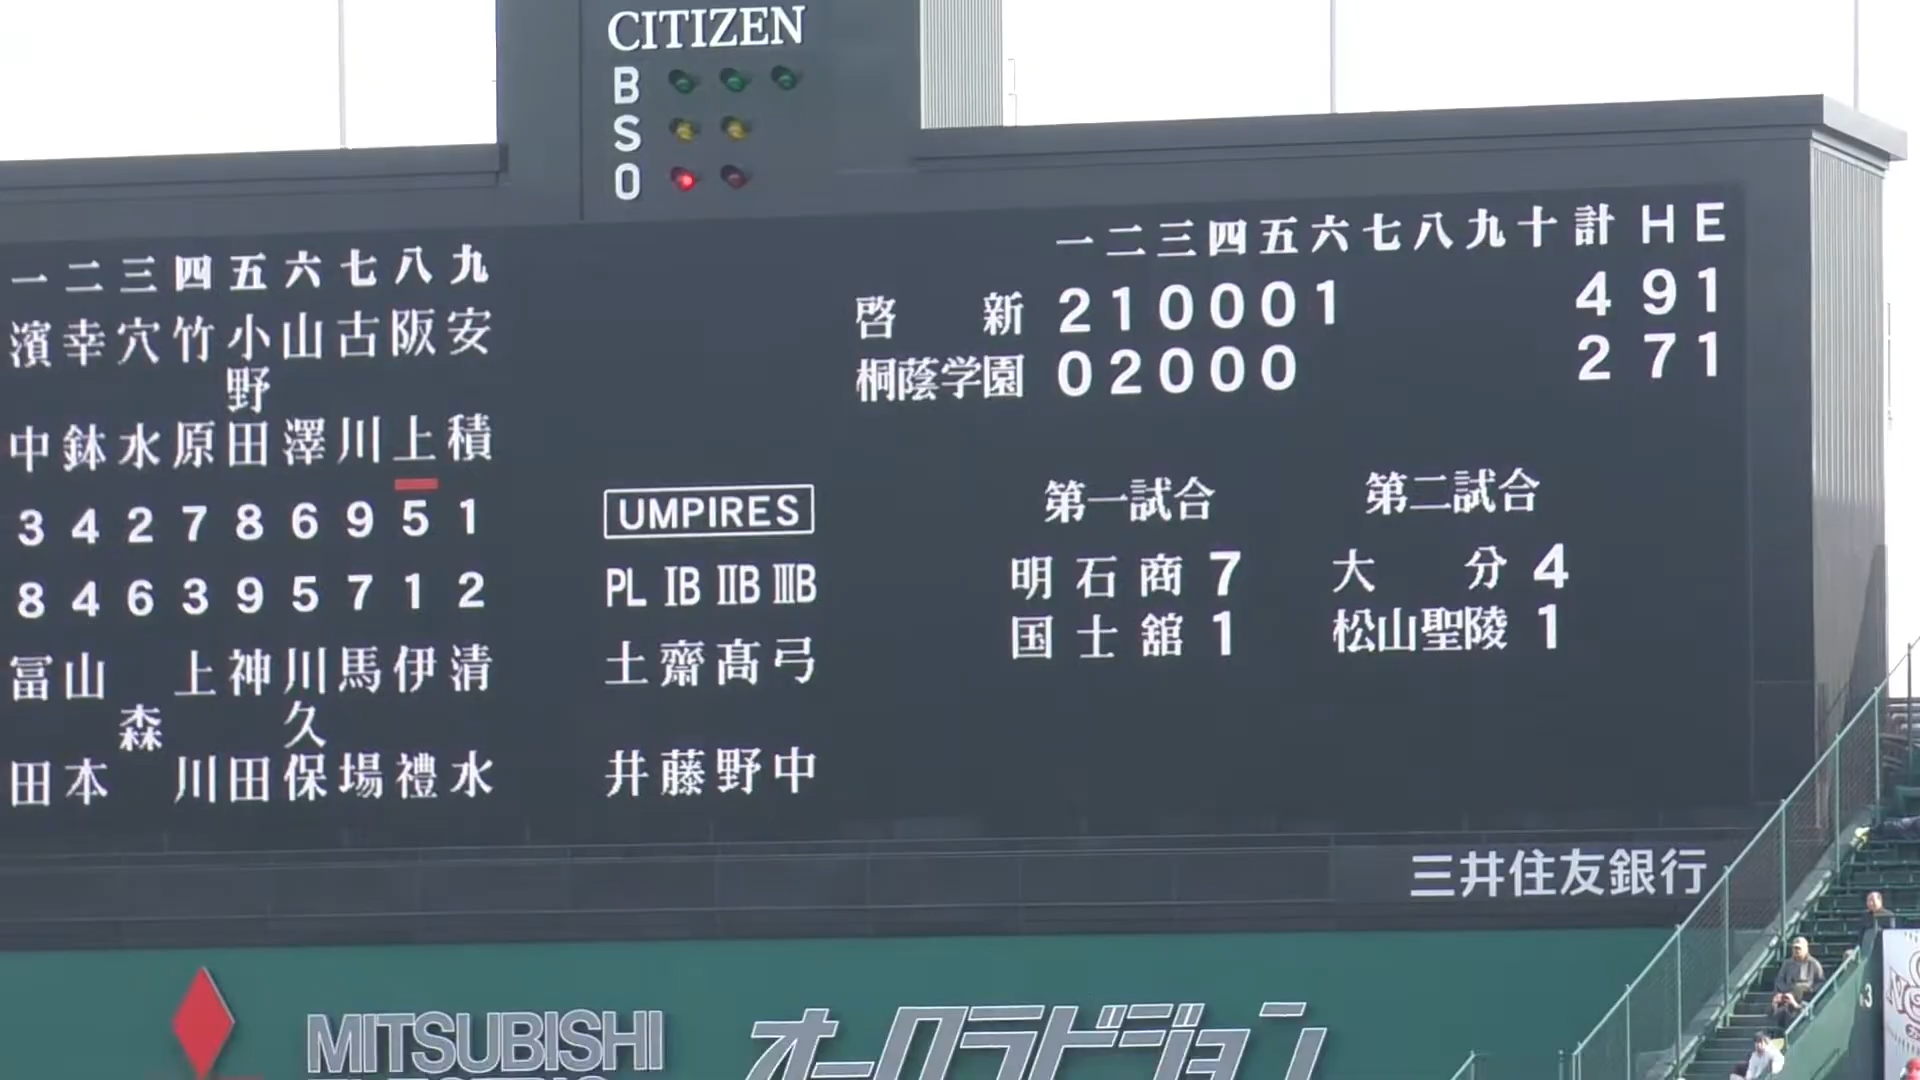 CITIZEN
B
S
O
一 二 三 四 五 六 七 八 九
濱中 幸鉢 穴水 竹原 小野田 山澤 古川 阪上 安積
3 4 2 7 8 6 9 5 1
8 4 6 3 9 5 7 1 2
冨田 山本 森 上川 神田 川久保 馬場 伊禮 清水
UMPIRES
PL IB IIB IIIB
土井 齋藤 髙野 弓中
一 二 三 四 五 六 七 八 九 十 計 H E
啓新 2 1 0 0 0 1 4 9 1
桐蔭学園 0 2 0 0 0 2 7 1
第一試合
明石商 7
国士舘 1
第二試合
大分 4
松山聖陵 1
三井住友銀行
MITSUBISHI
オーロラビジョン